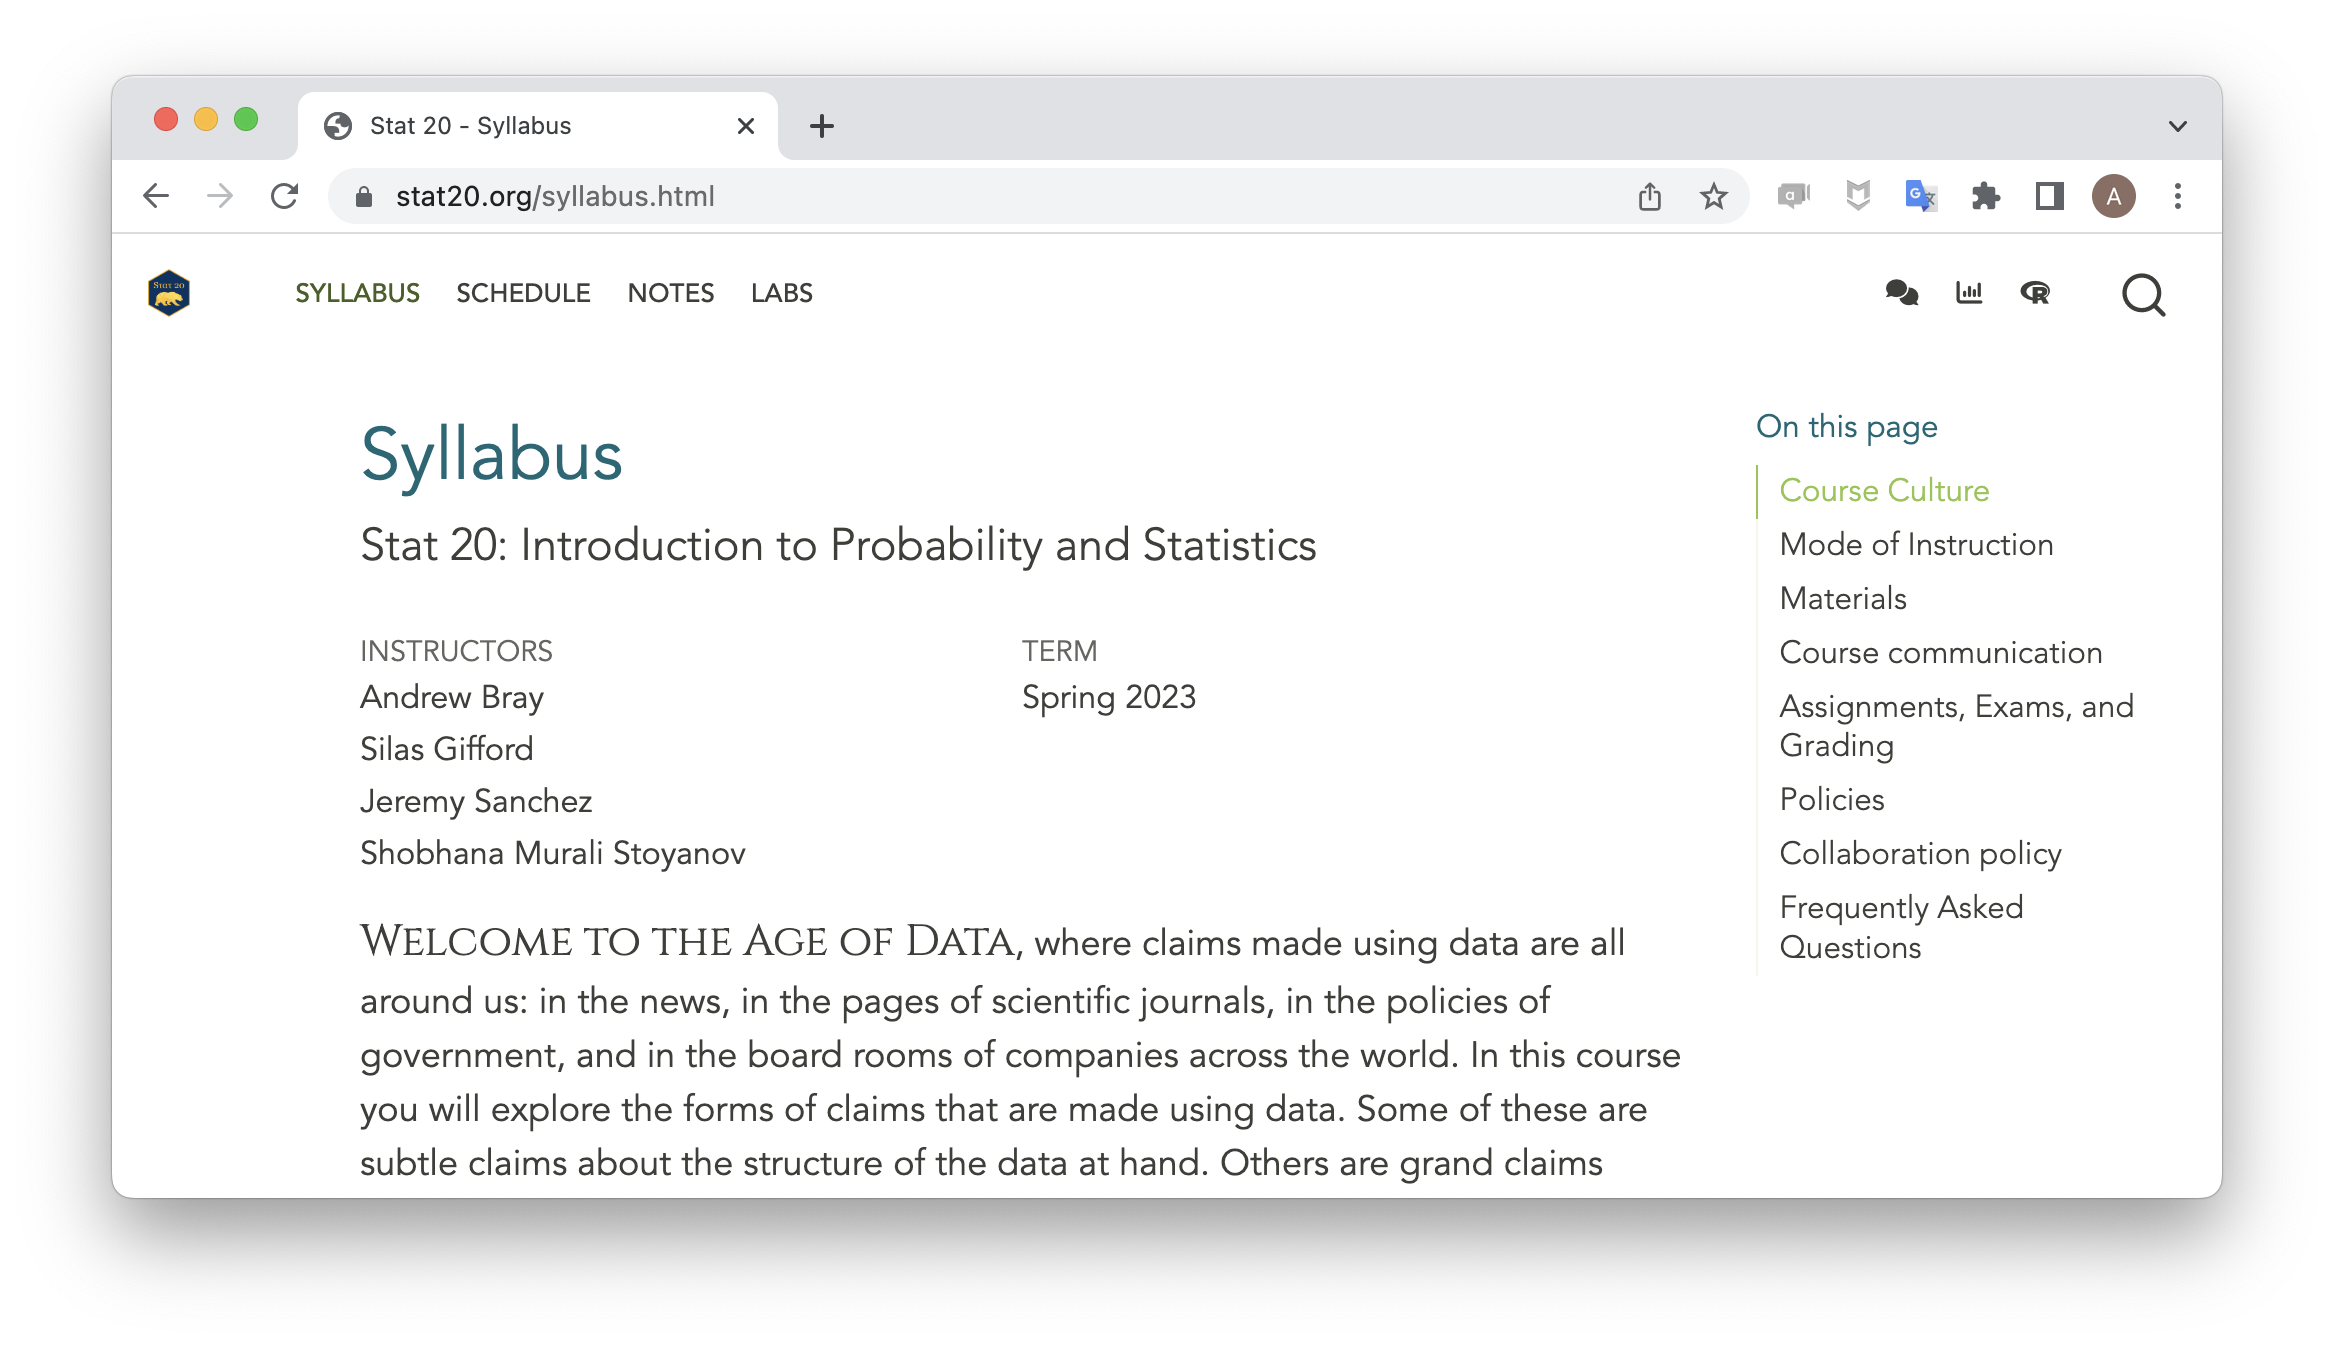 Stat 20 - Syllabus
stat20.org/syllabus.html
A
STAT 20
SYLLABUS SCHEDULE NOTES LABS
Syllabus
Stat 20: Introduction to Probability and Statistics
INSTRUCTORS
Andrew Bray
Silas Gifford
Jeremy Sanchez
Shobhana Murali Stoyanov
TERM
Spring 2023
WELCOME TO THE AGE OF DATA, where claims made using data are all
around us: in the news, in the pages of scientific journals, in the policies of
government, and in the board rooms of companies across the world. In this course
you will explore the forms of claims that are made using data. Some of these are
subtle claims about the structure of the data at hand. Others are grand claims
On this page
Course Culture
Mode of Instruction
Materials
Course communication
Assignments, Exams, and
Grading
Policies
Collaboration policy
Frequently Asked
Questions